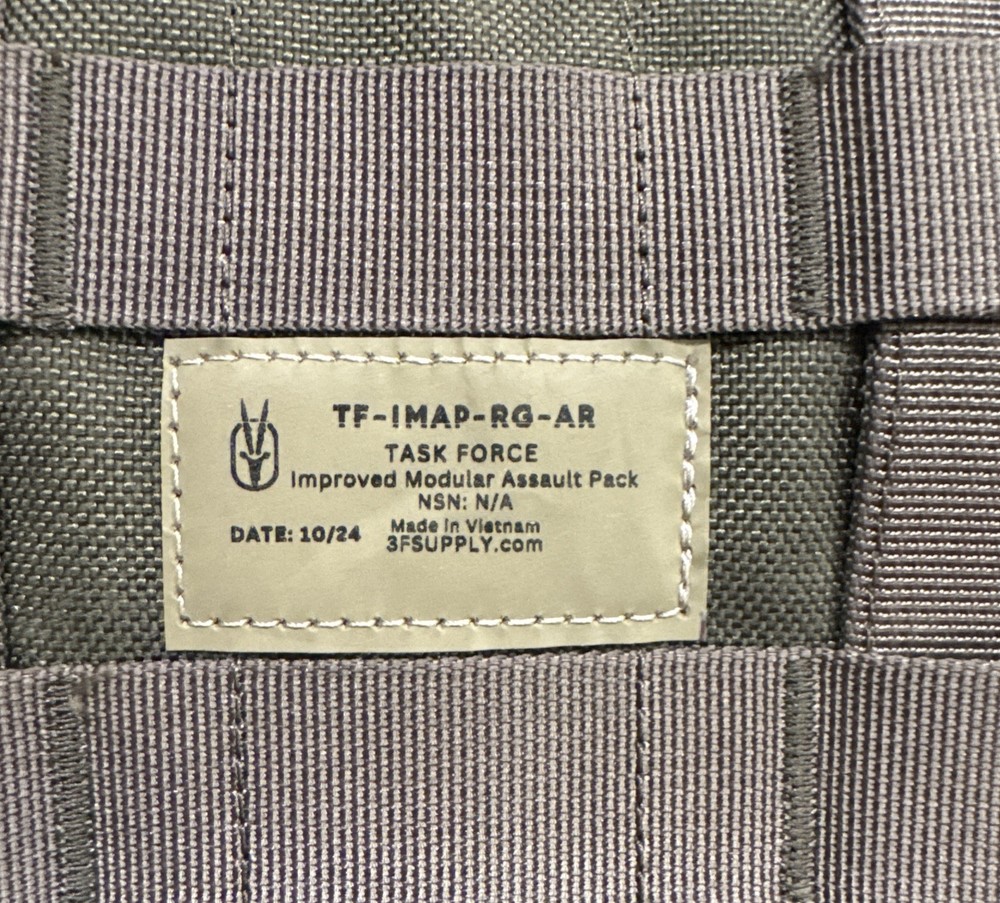 TF-IMAP-RG-AR
TASK FORCE
Improved Modular Assault Pack
NSN: N/A
DATE: 10/24
Made in Vietnam
3FSUPPLY.com